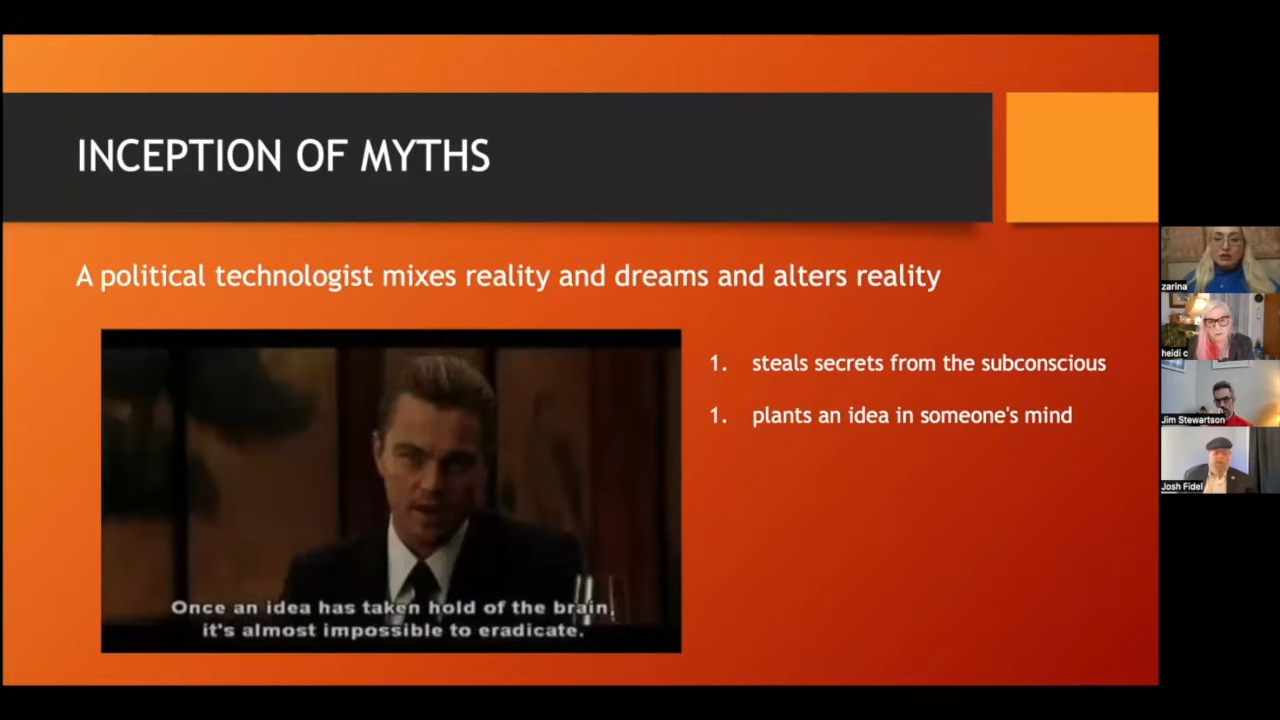 INCEPTION OF MYTHS
A political technologist mixes reality and dreams and alters reality
1. steals secrets from the subconscious
1. plants an idea in someone's mind
Once an idea has taken hold of the brain,
it's almost impossible to eradicate.
zarina
heidi c
Jim Stewartson
Josh Fidel